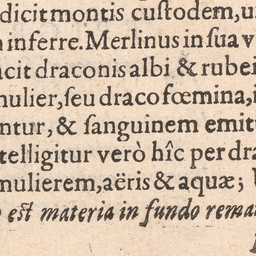 dicit montis cuſtodem, u
inferre. Merlinus in ſua v
cit draconis albi & rubei
mulier, ſeu draco fœmina, i
ntur, & ſanguinem emit
telligitur verò hîc per dra
mulierem, aëris & aquæ;
eſt materia in fundo rema